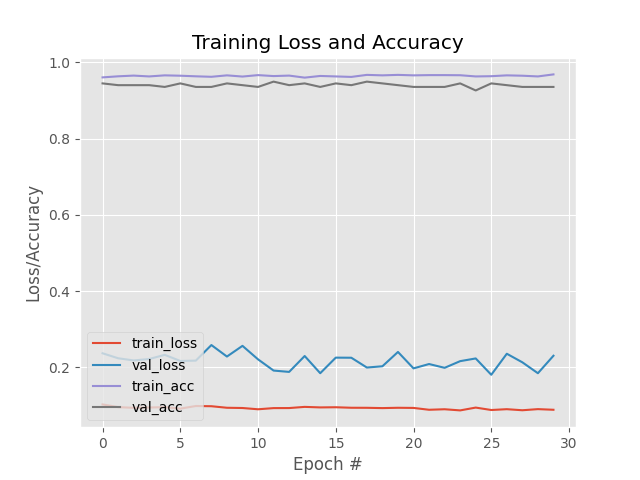 Training Loss and Accuracy
Loss/Accuracy
1.0
0.8
0.6
0.4
0.2
train_loss
val_loss
train_acc
val_acc
0 5 10 15 20 25 30
Epoch #